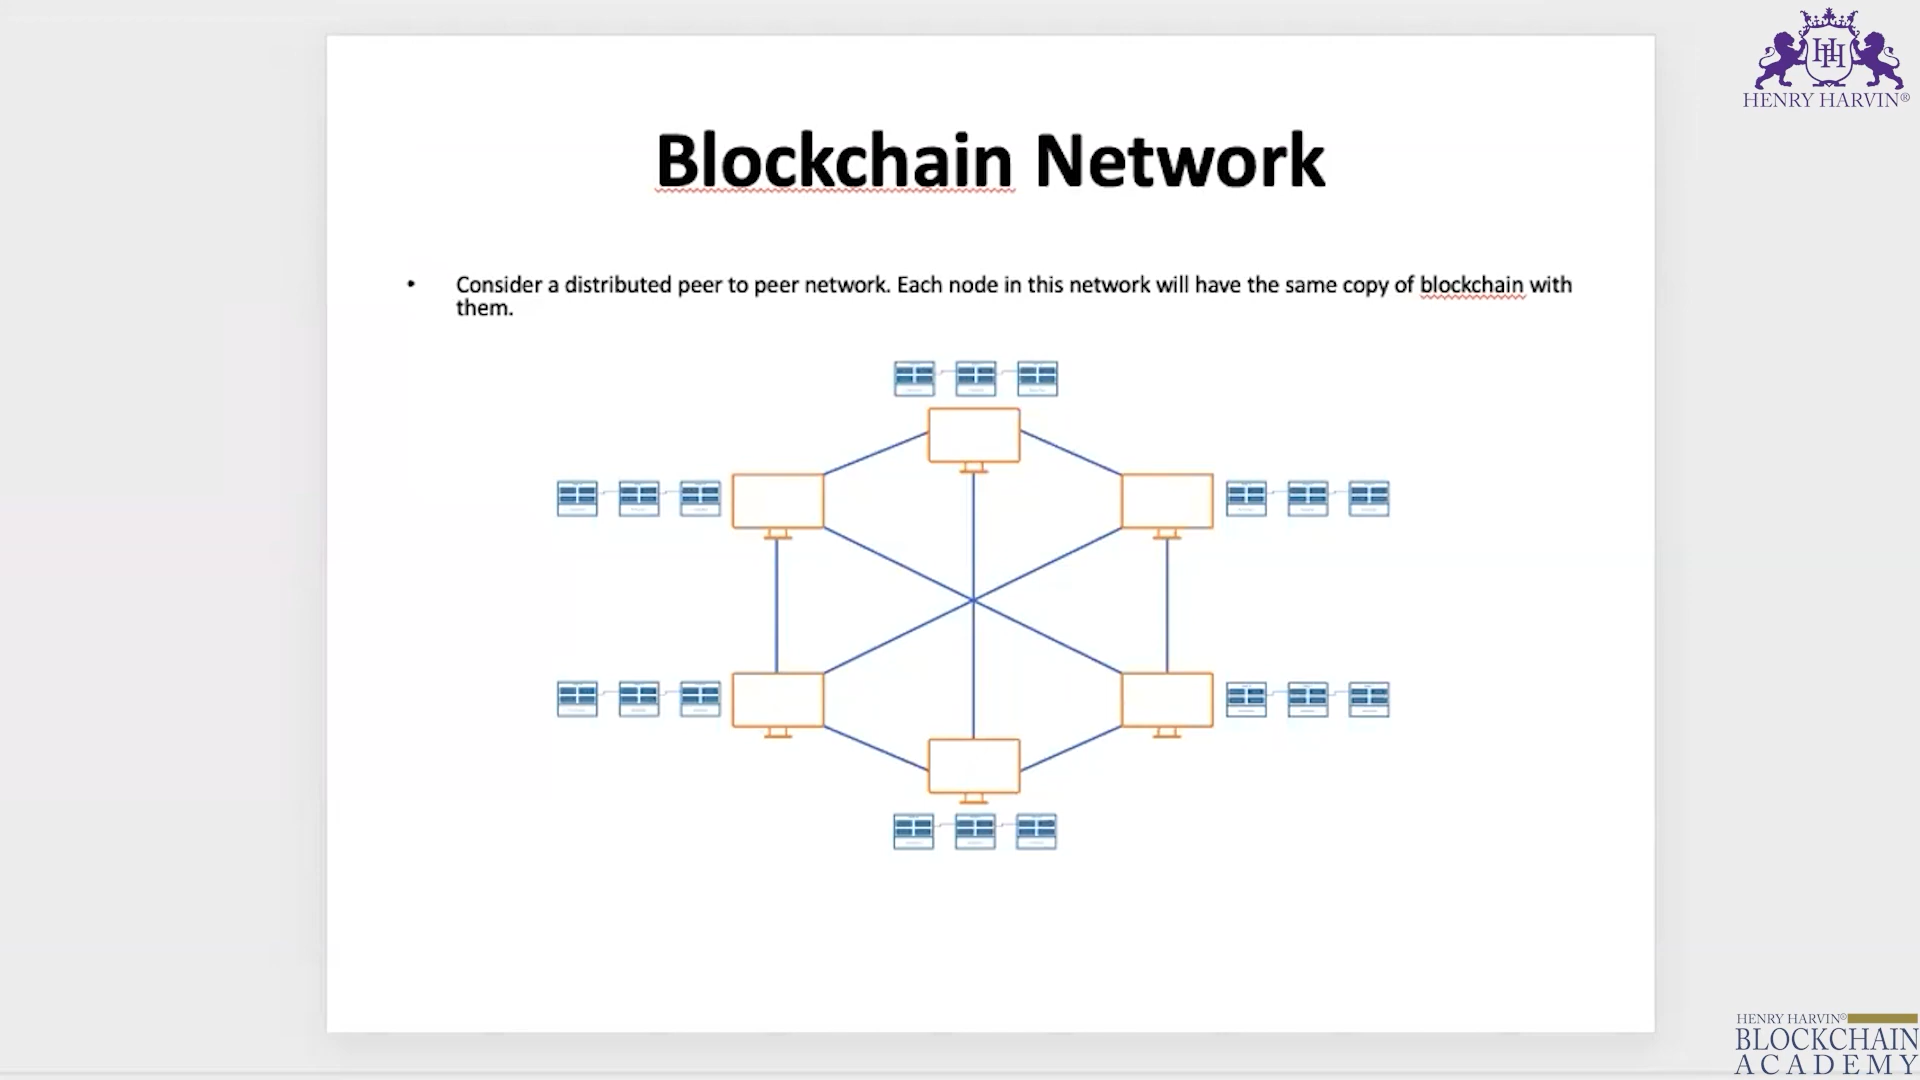 HENRY HARVIN®
Blockchain Network
• Consider a distributed peer to peer network. Each node in this network will have the same copy of blockchain with
them.
HENRY HARVIN®
BLOCKCHAIN
ACADEMY